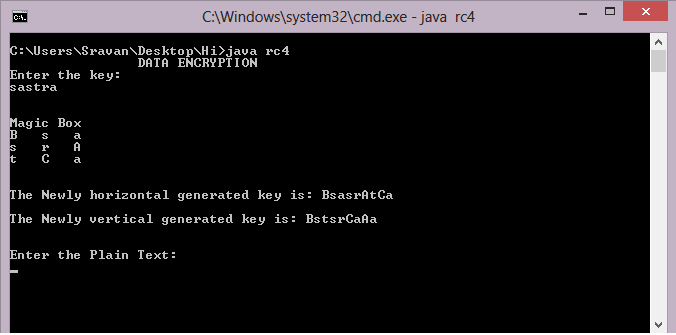 C:\Windows\system32\cmd.exe - java  rc4
C:\Users\Sravan\Desktop\Hi>java rc4
DATA ENCRYPTION
Enter the key:
sastra
Magic Box
B   s   a
s   r   A
t   C   a
The Newly horizontal generated key is: BsasrAtCa
The Newly vertical generated key is: BstsrCaAa
Enter the Plain Text: